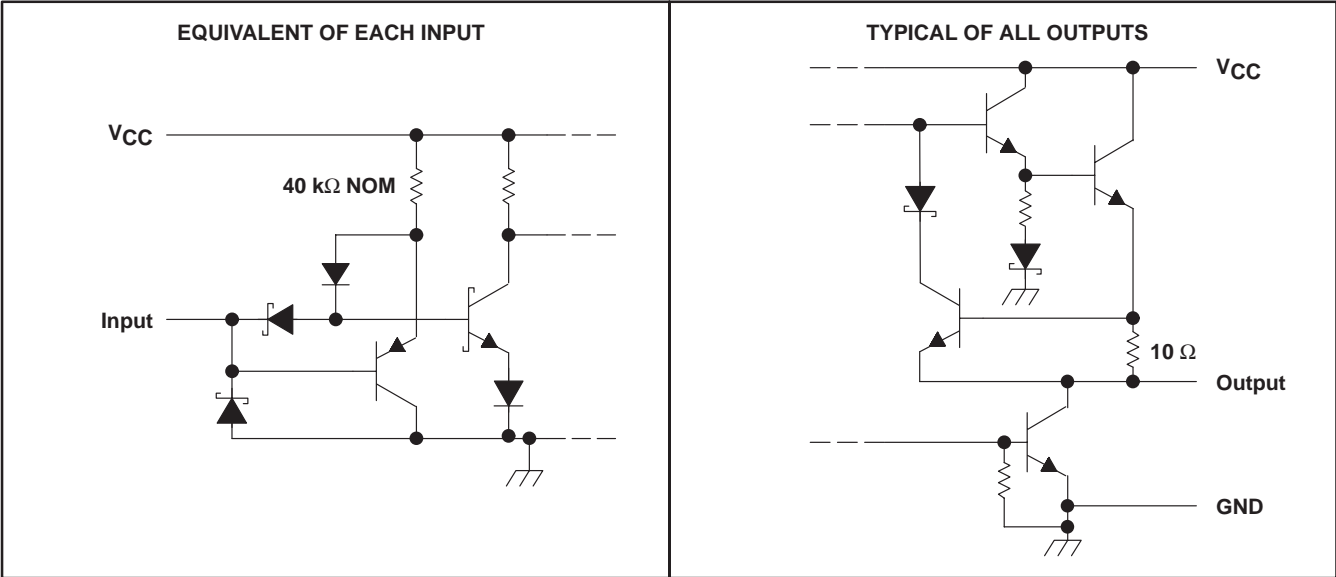 EQUIVALENT OF EACH INPUT
VCC
40 kΩ NOM
Input
TYPICAL OF ALL OUTPUTS
VCC
10 Ω
Output
GND